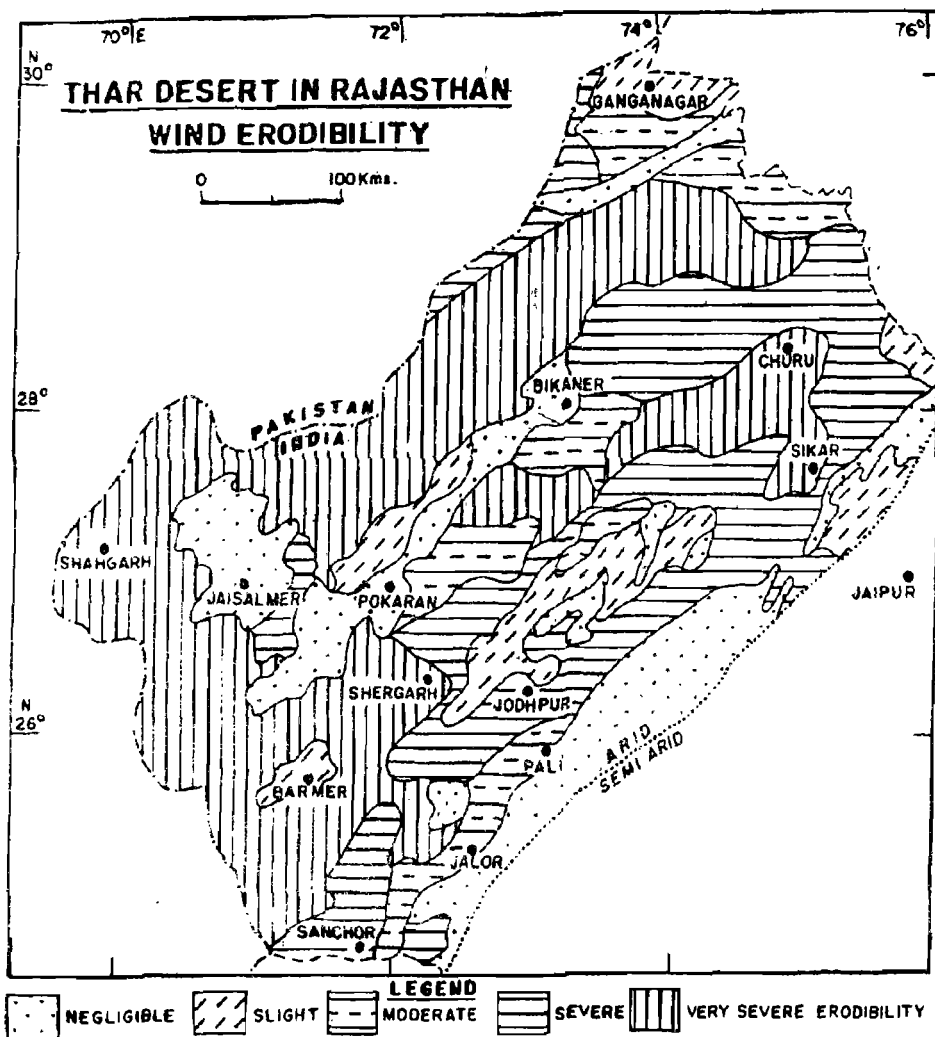 70°E 72° 74° 76°
N
30°
THAR DESERT IN RAJASTHAN
WIND ERODIBILITY
0 100 Kms.
GANGANAGAR
CHURU
BIKANER
28°
PAKISTAN
INDIA
SIKAR
SHAHGARH
JAISALMER
POKARAN
JAIPUR
SHERGARH
JODHPUR
N
26°
ARID
SEMI ARID
PALI
BARMER
JALOR
SANCHOR
LEGEND
NEGLIGIBLE SLIGHT MODERATE SEVERE VERY SEVERE ERODIBILITY